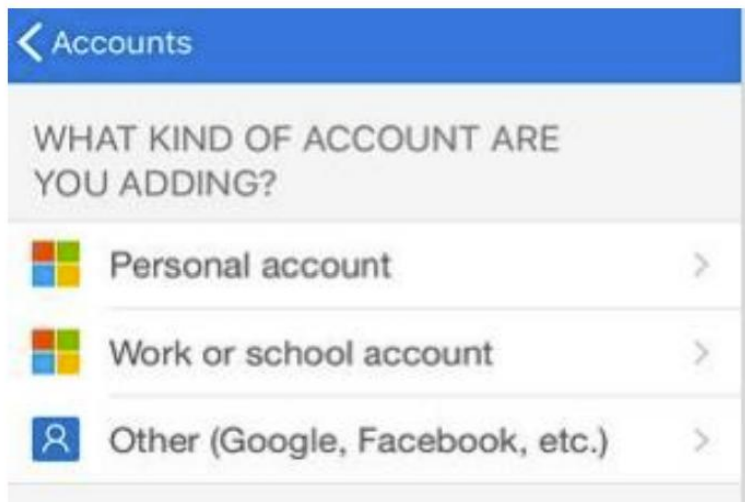 Accounts
WHAT KIND OF ACCOUNT ARE
YOU ADDING?
Personal account
Work or school account
Other (Google, Facebook, etc.)